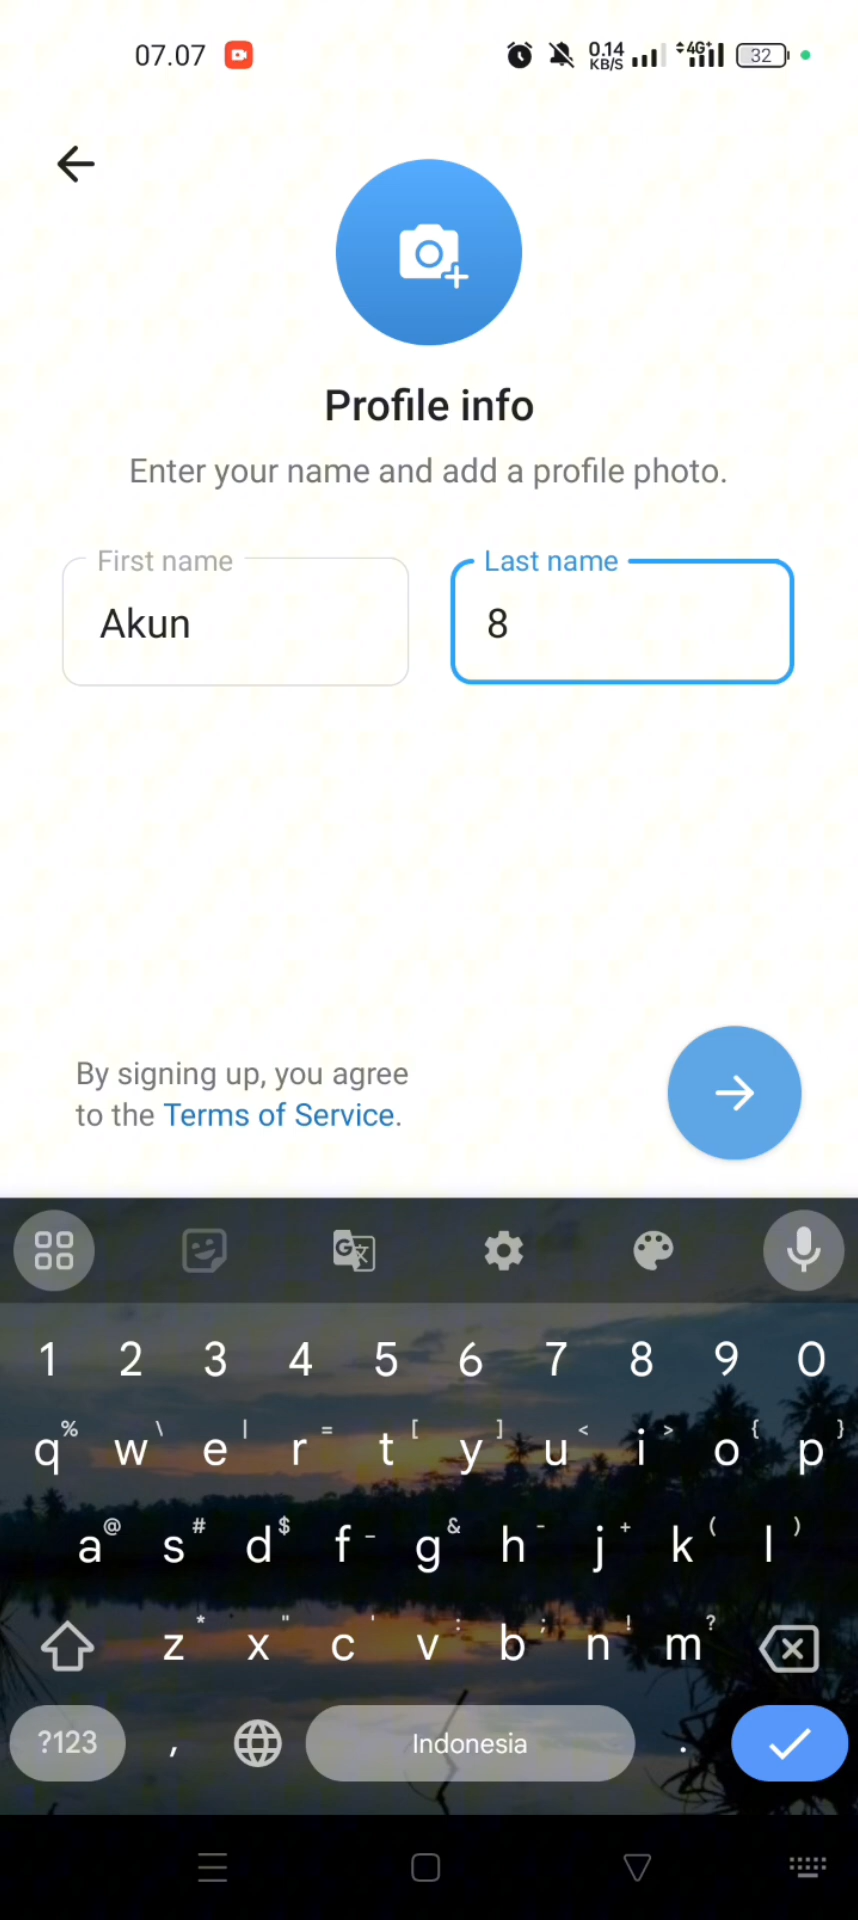 07.07
0.14
KB/S
4G+
32
Profile info
Enter your name and add a profile photo.
First name
Last name
Akun
8
By signing up, you agree
to the Terms of Service.
1 2 3 4 5 6 7 8 9 0
% \ | = [ ] < > { }
q w e r t y u i o p
@ # $ _ & - + ( )
a s d f g h j k l
* " ' : ; ! ?
z x c v b n m
?123 , Indonesia .